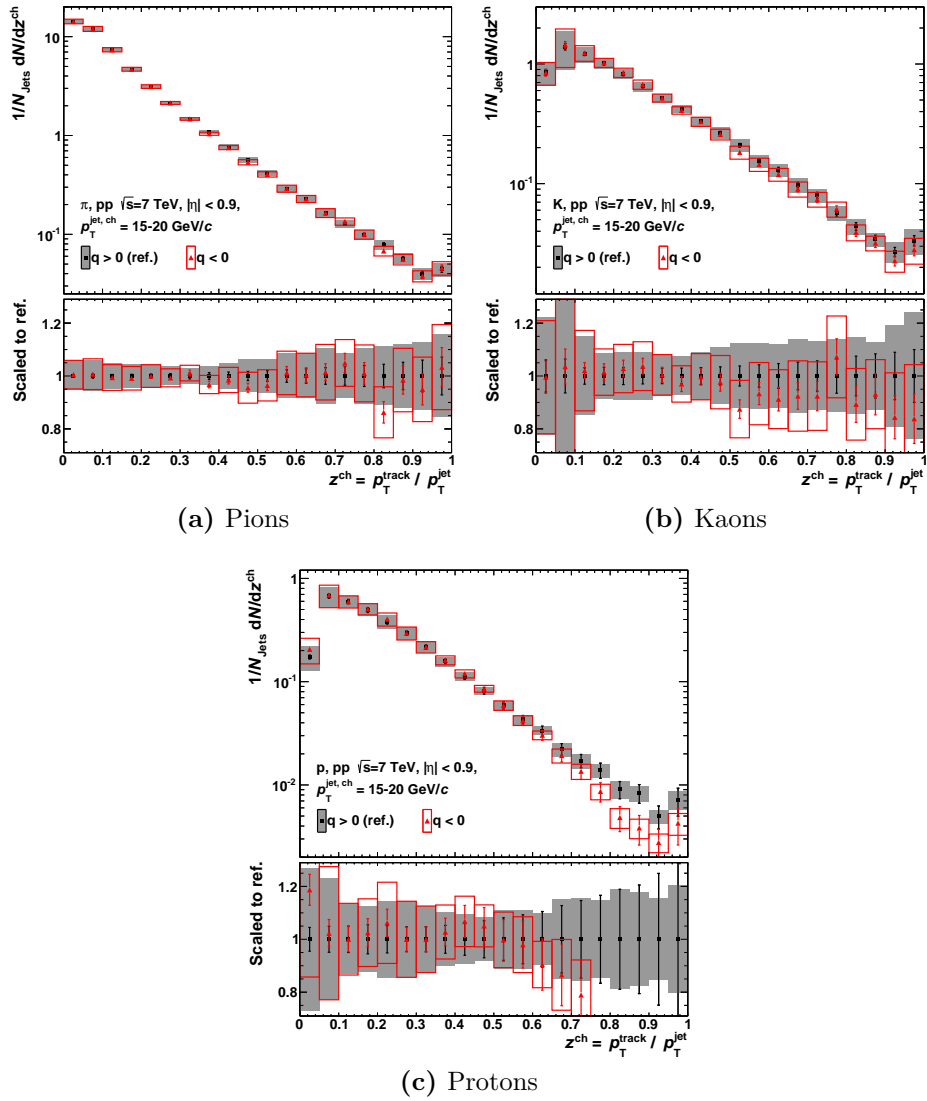 1/N_Jets dN/dz^ch
10
1
10^-1
π, pp √s=7 TeV, |η| < 0.9,
p_T^jet, ch = 15-20 GeV/c
q > 0 (ref.) q < 0
Scaled to ref.
1.2
1
0.8
0 0.1 0.2 0.3 0.4 0.5 0.6 0.7 0.8 0.9 1
z^ch = p_T^track / p_T^jet
(a) Pions
1/N_Jets dN/dz^ch
1
10^-1
K, pp √s=7 TeV, |η| < 0.9,
p_T^jet, ch = 15-20 GeV/c
q > 0 (ref.) q < 0
Scaled to ref.
1.2
1
0.8
0 0.1 0.2 0.3 0.4 0.5 0.6 0.7 0.8 0.9 1
z^ch = p_T^track / p_T^jet
(b) Kaons
1/N_Jets dN/dz^ch
1
10^-1
10^-2
p, pp √s=7 TeV, |η| < 0.9,
p_T^jet, ch = 15-20 GeV/c
q > 0 (ref.) q < 0
Scaled to ref.
1.2
1
0.8
0 0.1 0.2 0.3 0.4 0.5 0.6 0.7 0.8 0.9 1
z^ch = p_T^track / p_T^jet
(c) Protons